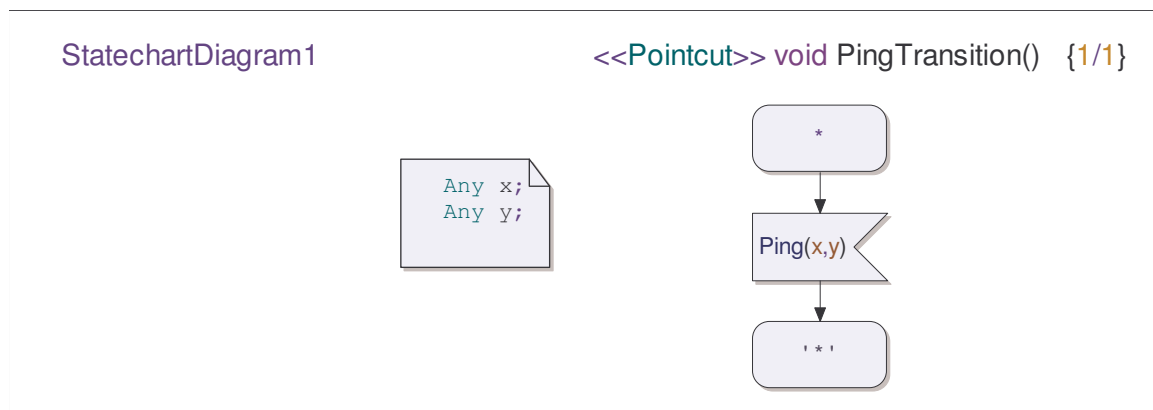 StatechartDiagram1
<<Pointcut>> void PingTransition() {1/1}
*
Any x;
Any y;
Ping(x,y)
'*'